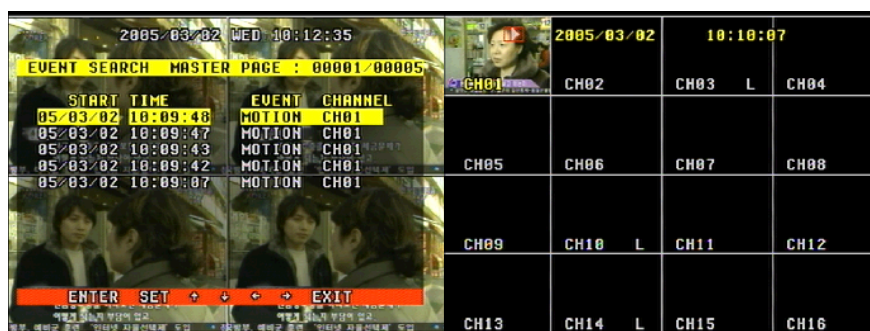 2005/03/02 WED 10:12:35
EVENT SEARCH MASTER PAGE : 00001/00005
START TIME EVENT CHANNEL
05/03/02 10:09:48 MOTION CH01
05/03/02 10:09:47 MOTION CH01
05/03/02 10:09:43 MOTION CH01
05/03/02 10:09:42 MOTION CH01
05/03/02 10:09:07 MOTION CH01
ENTER SET ↑ ↓ ← → EXIT
2005/03/02 10:10:07
CH01 CH02 CH03 L CH04
CH05 CH06 CH07 CH08
CH09 CH10 L CH11 CH12
CH13 CH14 L CH15 CH16